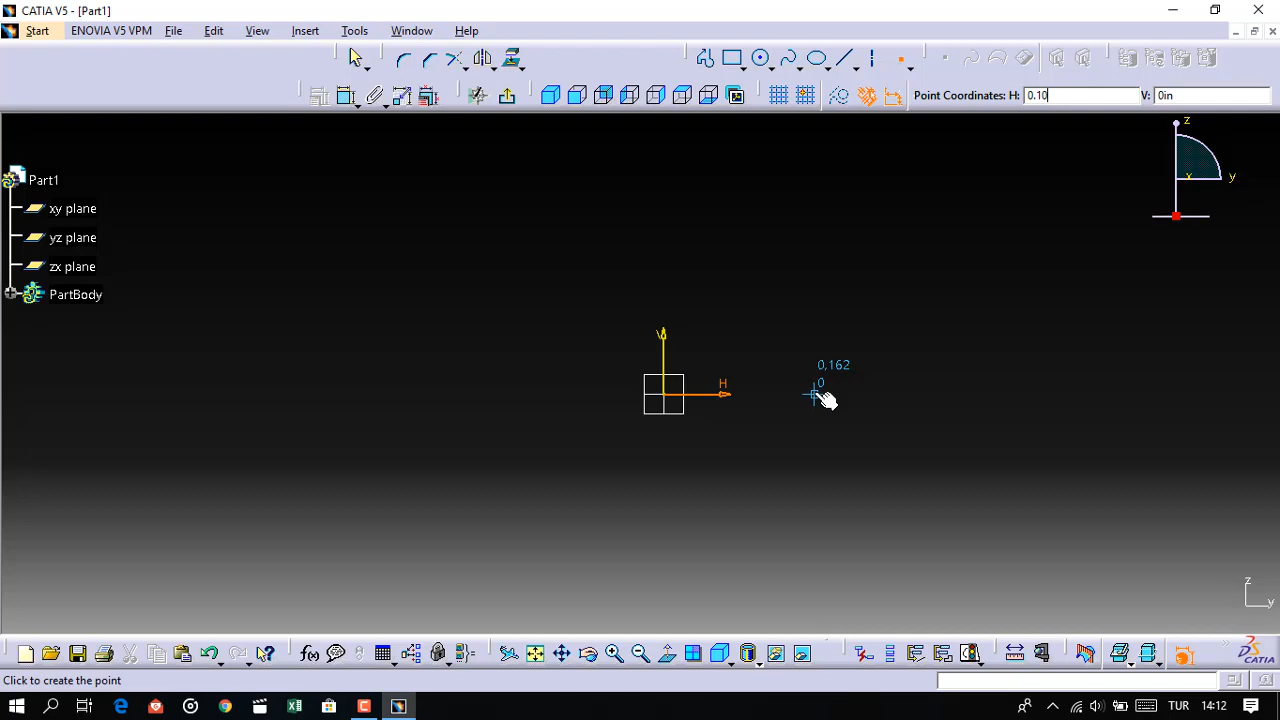 CATIA V5 - [Part1]
Start ENOVIA V5 VPM File Edit View Insert Tools Window Help
Point Coordinates: H: 0.10 V: 0in
z
x y
Part1
xy plane
yz plane
zx plane
PartBody
V
H
0,162
0
z
y
f(x)
CATIA
Click to create the point
TUR 14:12